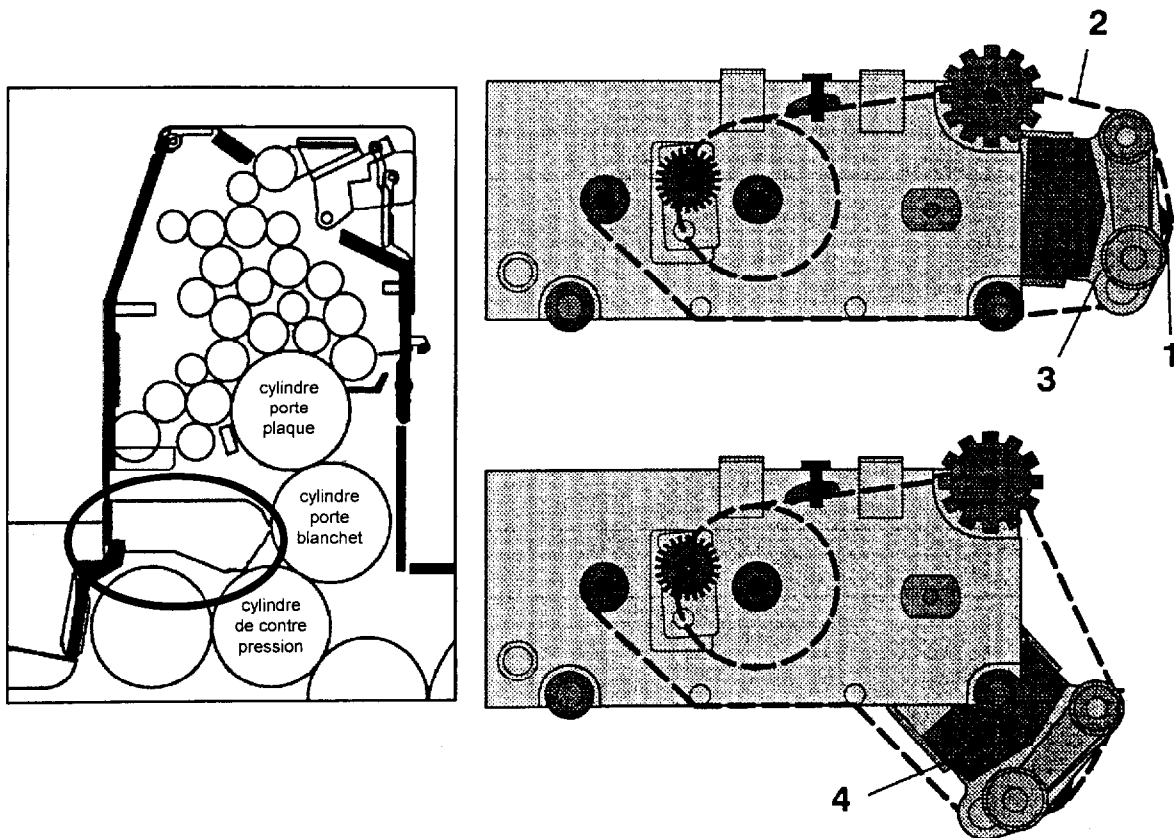 cylindre
porte
plaque
cylindre
porte
blanchet
cylindre
de contre
pression
2
3
1
4